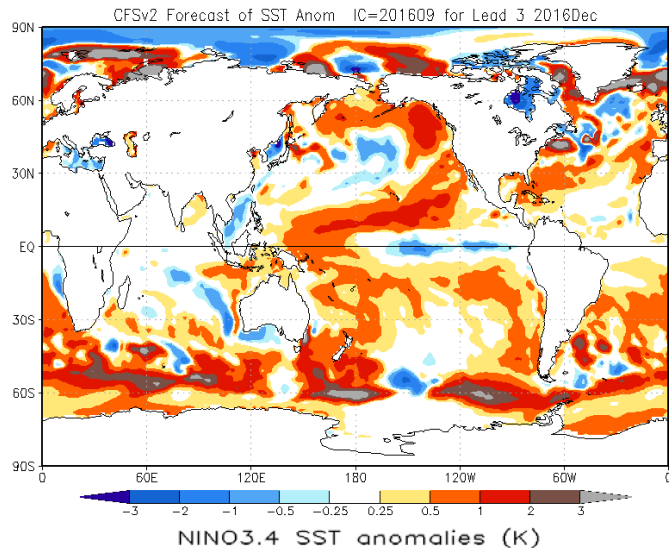 CFSv2 Forecast of SST Anom IC=201609 for Lead 3 2016Dec
90N
60N
30N
EQ
30S
60S
90S
0 60E 120E 180 120W 60W 0
-3 -2 -1 -0.5 -0.25 0.25 0.5 1 2 3
NINO3.4 SST anomalies (K)